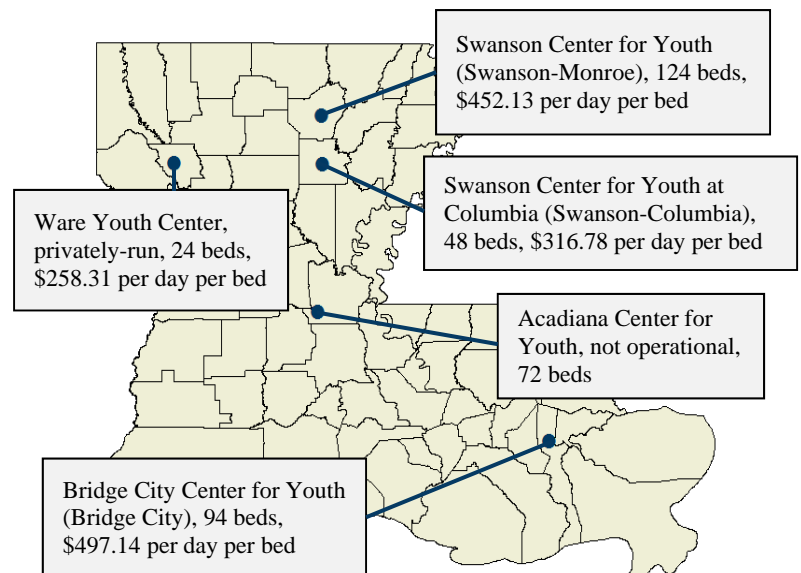 Swanson Center for Youth
(Swanson-Monroe), 124 beds,
$452.13 per day per bed
Swanson Center for Youth at
Columbia (Swanson-Columbia),
48 beds, $316.78 per day per bed
Ware Youth Center,
privately-run, 24 beds,
$258.31 per day per bed
Acadiana Center for
Youth, not operational,
72 beds
Bridge City Center for Youth
(Bridge City), 94 beds,
$497.14 per day per bed